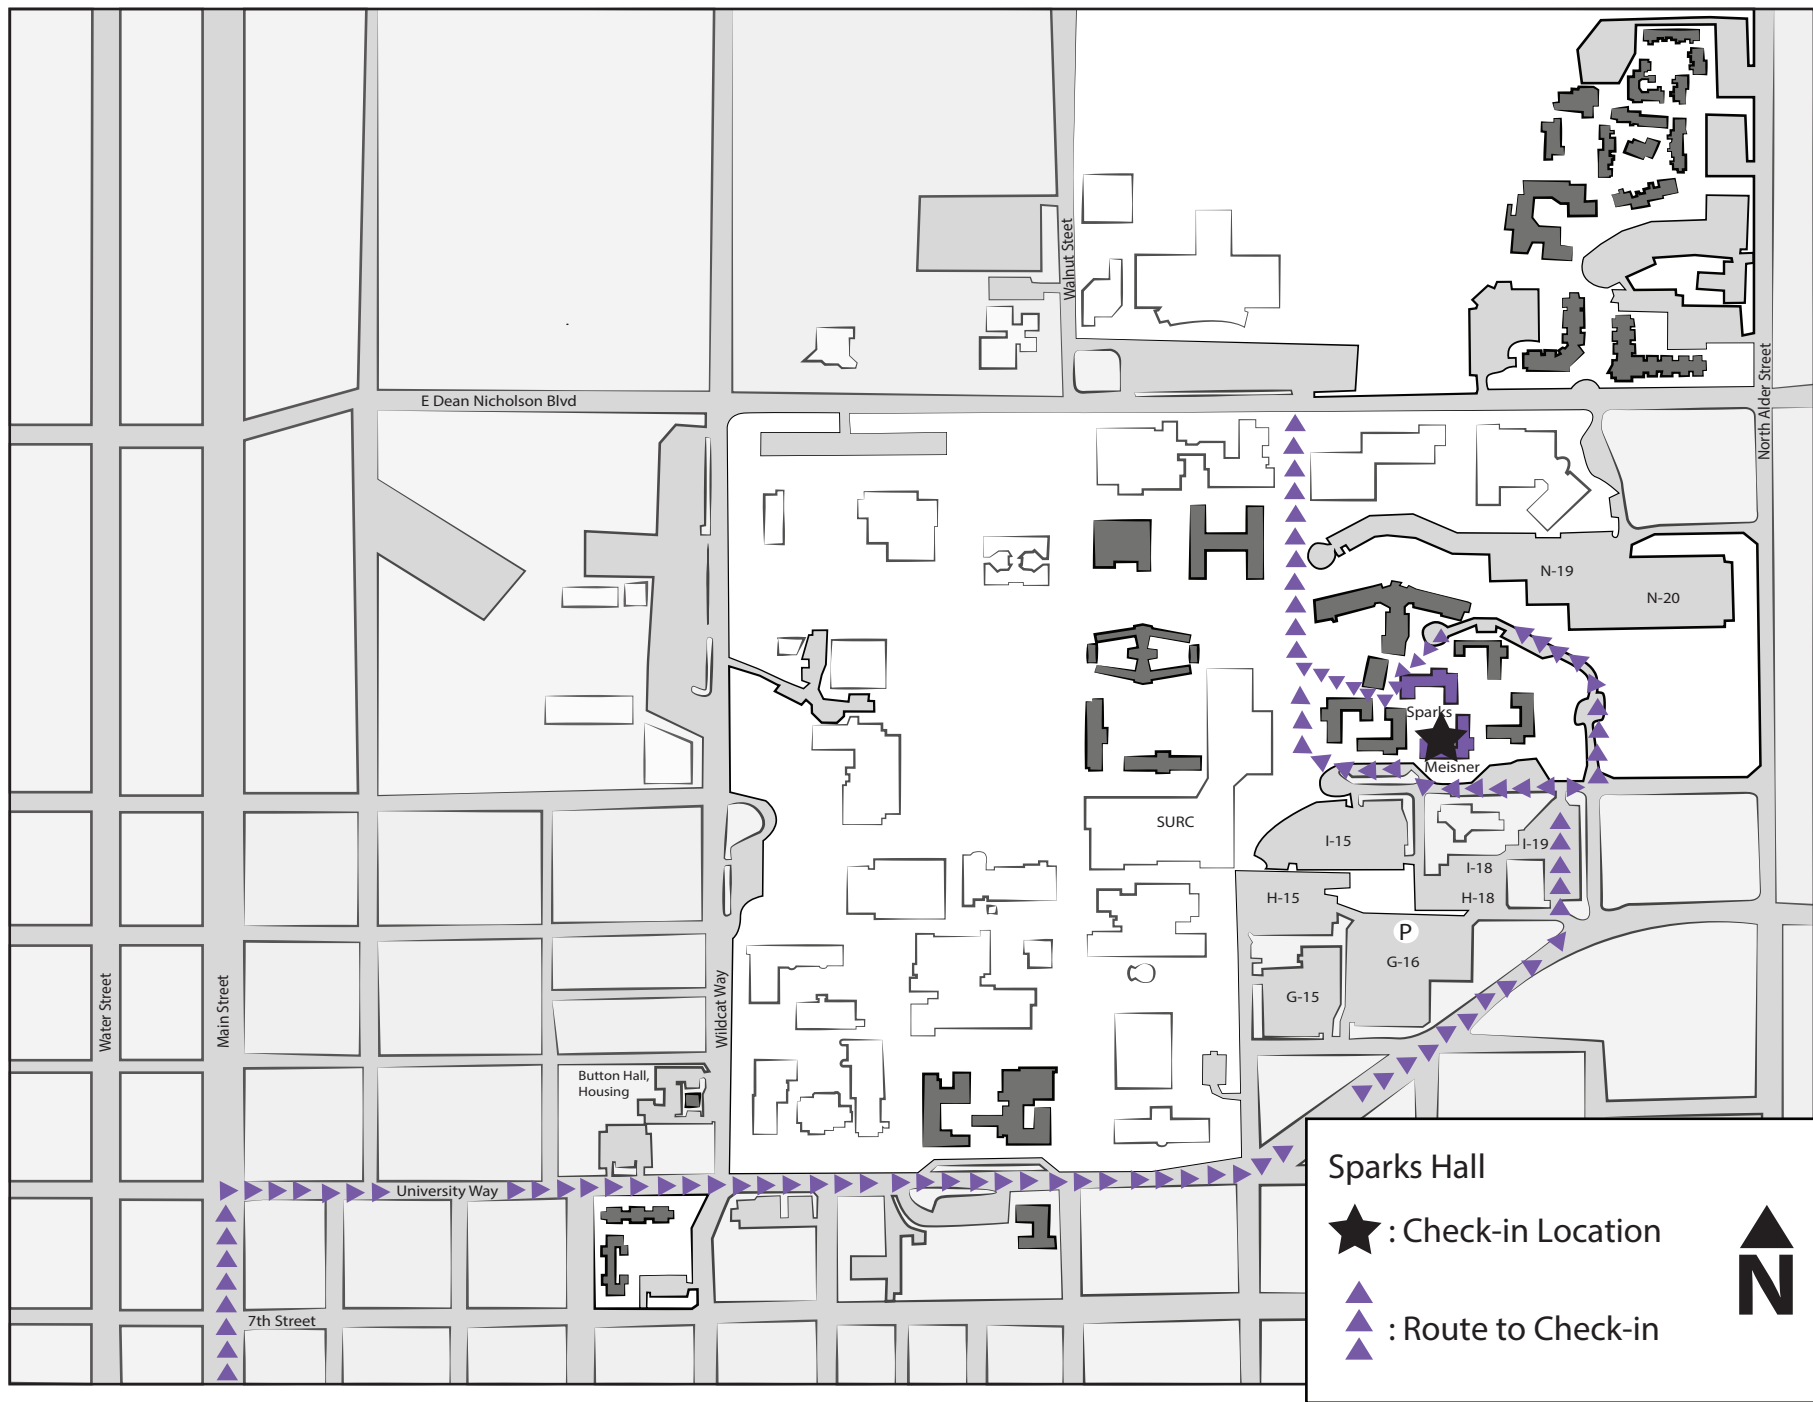 Walnut Steet
North Alder Street
E Dean Nicholson Blvd
N-19
N-20
Sparks
Meisner
SURC
I-15
I-19
I-18
H-15
H-18
P
G-16
G-15
Water Street
Main Street
Wildcat Way
Button Hall,
Housing
University Way
7th Street
Sparks Hall
: Check-in Location
: Route to Check-in
N